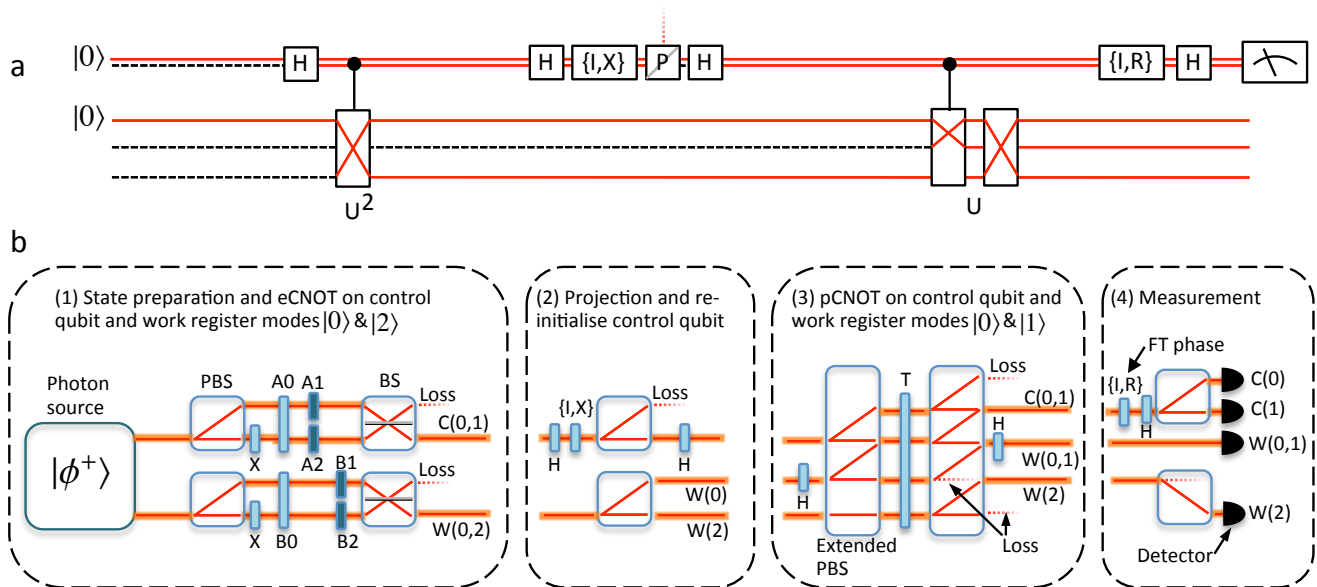 a
|0⟩ H H {I,X} P H {I,R} H
|0⟩
U² U
b
(1) State preparation and eCNOT on control
qubit and work register modes |0⟩ & |2⟩
Photon
source
|ϕ⁺⟩
PBS A0 A1 BS
Loss
C(0,1)
X A2 B1
Loss
W(0,2)
X B0 B2
(2) Projection and re-
initialise control qubit
{I,X}
Loss
H H
W(0)
W(2)
(3) pCNOT on control qubit and
work register modes |0⟩ & |1⟩
T
Loss
C(0,1)
H
W(0,1)
W(2)
H
Extended
PBS
Loss
(4) Measurement
FT phase
{I,R}
C(0)
C(1)
H
W(0,1)
W(2)
Detector